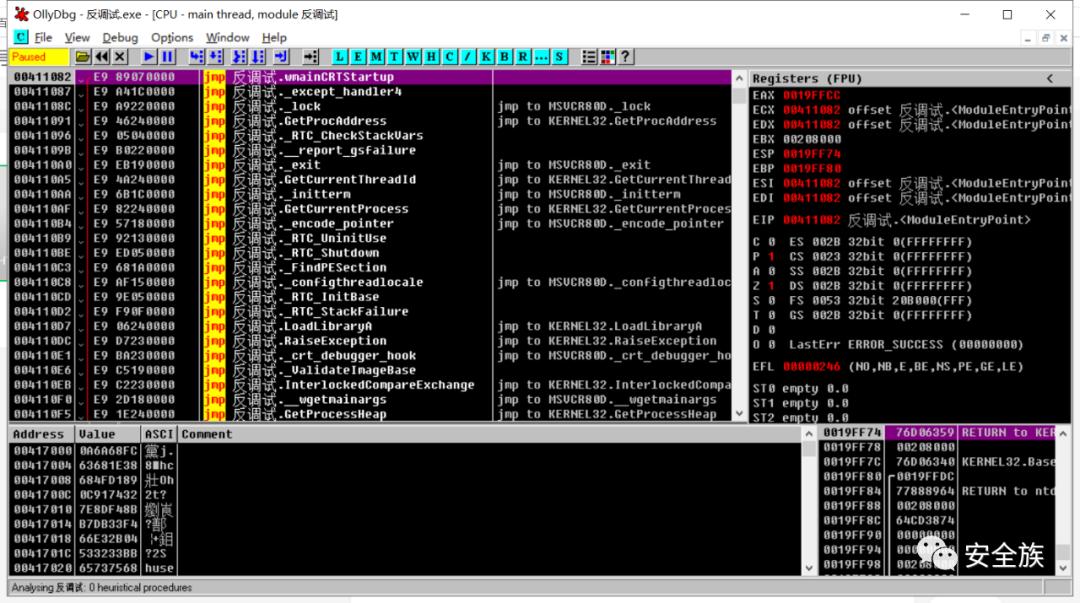 OllyDbg - 反调试.exe - [CPU - main thread, module 反调试]
C File View Debug Options Window Help
Paused L E M T W H C / K B R ... S ?
00411082 E9 89070000 jmp 反调试.wmainCRTStartup
00411087 E9 A41C0000 jmp 反调试._except_handler4
0041108C E9 A9220000 jmp 反调试._lock jmp to MSVCR80D._lock
00411091 E9 46240000 jmp 反调试.GetProcAddress jmp to KERNEL32.GetProcAddress
00411096 E9 05040000 jmp 反调试._RTC_CheckStackVars
0041109B E9 B0220000 jmp 反调试.__report_gsfailure
004110A0 E9 EB190000 jmp 反调试._exit jmp to MSVCR80D._exit
004110A5 E9 4A240000 jmp 反调试.GetCurrentThreadId jmp to KERNEL32.GetCurrentThread
004110AA E9 6B1C0000 jmp 反调试._initterm jmp to MSVCR80D._initterm
004110AF E9 82240000 jmp 反调试.GetCurrentProcess jmp to KERNEL32.GetCurrentProces
004110B4 E9 57180000 jmp 反调试._encode_pointer jmp to MSVCR80D._encode_pointer
004110B9 E9 92130000 jmp 反调试._RTC_UninitUse
004110BE E9 ED050000 jmp 反调试._RTC_Shutdown
004110C3 E9 681A0000 jmp 反调试._FindPESection
004110C8 E9 AF150000 jmp 反调试._configthreadlocale jmp to MSVCR80D._configthreadloc
004110CD E9 9E050000 jmp 反调试._RTC_InitBase
004110D2 E9 F90F0000 jmp 反调试._RTC_StackFailure
004110D7 E9 06240000 jmp 反调试.LoadLibraryA jmp to KERNEL32.LoadLibraryA
004110DC E9 D7230000 jmp 反调试.RaiseException jmp to KERNEL32.RaiseException
004110E1 E9 BA230000 jmp 反调试._crt_debugger_hook jmp to MSVCR80D._crt_debugger_ho
004110E6 E9 C5190000 jmp 反调试._ValidateImageBase
004110EB E9 C2230000 jmp 反调试.InterlockedCompareExchange jmp to KERNEL32.InterlockedCompa
004110F0 E9 2D180000 jmp 反调试.__wgetmainargs jmp to MSVCR80D.__wgetmainargs
004110F5 E9 1E240000 jmp 反调试.GetProcessHeap jmp to KERNEL32.GetProcessHeap
Registers (FPU) <
EAX 0019FFCC
ECX 00411082 offset 反调试.<ModuleEntryPoint
EDX 00411082 offset 反调试.<ModuleEntryPoint
EBX 00208000
ESP 0019FF74
EBP 0019FF80
ESI 00411082 offset 反调试.<ModuleEntryPoint
EDI 00411082 offset 反调试.<ModuleEntryPoint
EIP 00411082 反调试.<ModuleEntryPoint>
C 0 ES 002B 32bit 0(FFFFFFFF)
P 1 CS 0023 32bit 0(FFFFFFFF)
A 0 SS 002B 32bit 0(FFFFFFFF)
Z 1 DS 002B 32bit 0(FFFFFFFF)
S 0 FS 0053 32bit 20B000(FFF)
T 0 GS 002B 32bit 0(FFFFFFFF)
D 0
O 0 LastErr ERROR_SUCCESS (00000000)
EFL 00000246 (NO,NB,E,BE,NS,PE,GE,LE)
ST0 empty 0.0
ST1 empty 0.0
ST2 empty 0.0
Address Value ASCI Comment
00417000 0A6A68FC 黨j.
00417004 63681E38 8■hc
00417008 684FD189 壯Oh
0041700C 0C917432 2t?
00417010 7E8DF48B
00417014 B7DB33F4
00417018 66E32B04
0041701C 533233BB ?2S
00417020 65737568 huse
0019FF74 76D06359 RETURN to KER
0019FF78 00208000
0019FF7C 76D06340 KERNEL32.Base
0019FF80 0019FFDC
0019FF84 77888964 RETURN to ntd
0019FF88 00208000
0019FF8C 64CD3874
0019FF90 00000000
0019FF94
0019FF98
安全族
Analysing 反调试: 0 heuristical procedures